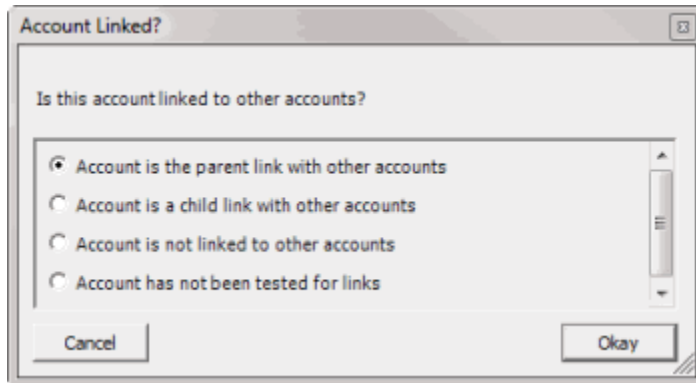 Account Linked?
Is this account linked to other accounts?
Account is the parent link with other accounts
Account is a child link with other accounts
Account is not linked to other accounts
Account has not been tested for links
Cancel
Okay